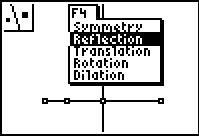 F4
Symmetry
Reflection
Translation
Rotation
Dilation